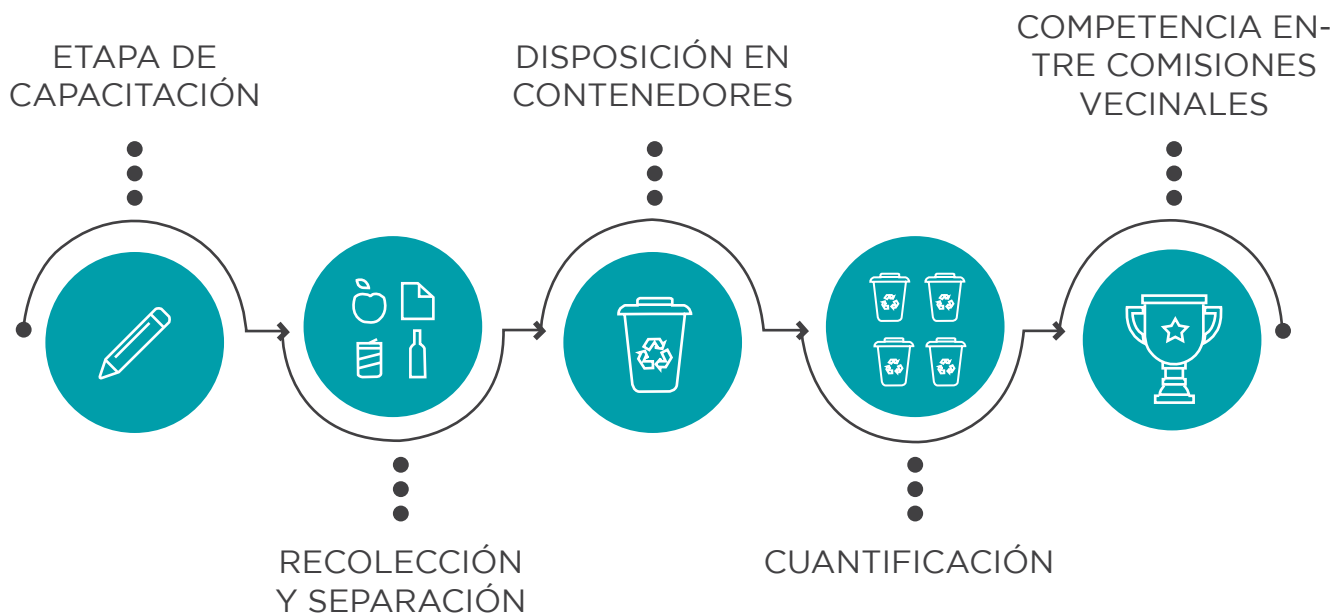 ETAPA DE
CAPACITACIÓN
RECOLECCIÓN
Y SEPARACIÓN
DISPOSICIÓN EN
CONTENEDORES
CUANTIFICACIÓN
COMPETENCIA EN-
TRE COMISIONES
VECINALES